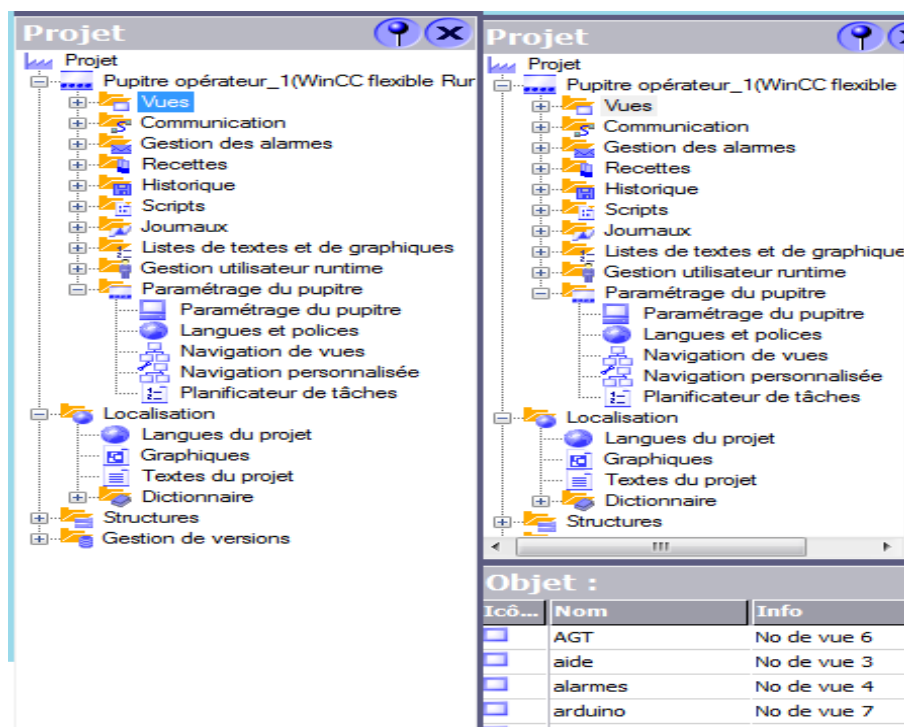 Projet
Projet
Pupitre opérateur_1(WinCC flexible Rur
Vues
Communication
Gestion des alarmes
Recettes
Historique
Scripts
Journaux
Listes de textes et de graphiques
Gestion utilisateur runtime
Paramétrage du pupitre
Paramétrage du pupitre
Langues et polices
Navigation de vues
Navigation personnalisée
Planificateur de tâches
Localisation
Langues du projet
Graphiques
Textes du projet
Dictionnaire
Structures
Gestion de versions
Projet
Projet
Pupitre opérateur_1(WinCC flexible
Vues
Communication
Gestion des alarmes
Recettes
Historique
Scripts
Journaux
Listes de textes et de graphique
Gestion utilisateur runtime
Paramétrage du pupitre
Paramétrage du pupitre
Langues et polices
Navigation de vues
Navigation personnalisée
Planificateur de tâches
Localisation
Langues du projet
Graphiques
Textes du projet
Dictionnaire
Structures
Objet :
Icô... Nom Info
AGT No de vue 6
aide No de vue 3
alarmes No de vue 4
arduino No de vue 7